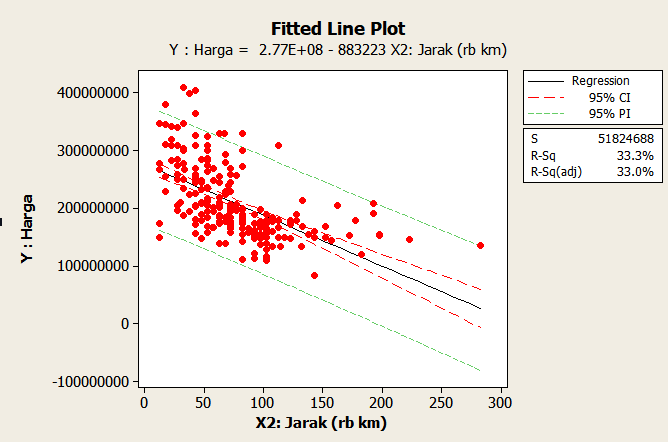 Fitted Line Plot
Y : Harga = 2.77E+08 - 883223 X2: Jarak (rb km)
Regression
95% CI
95% PI
S 51824688
R-Sq 33.3%
R-Sq(adj) 33.0%
400000000
300000000
200000000
100000000
0
-100000000
Y : Harga
0 50 100 150 200 250 300
X2: Jarak (rb km)